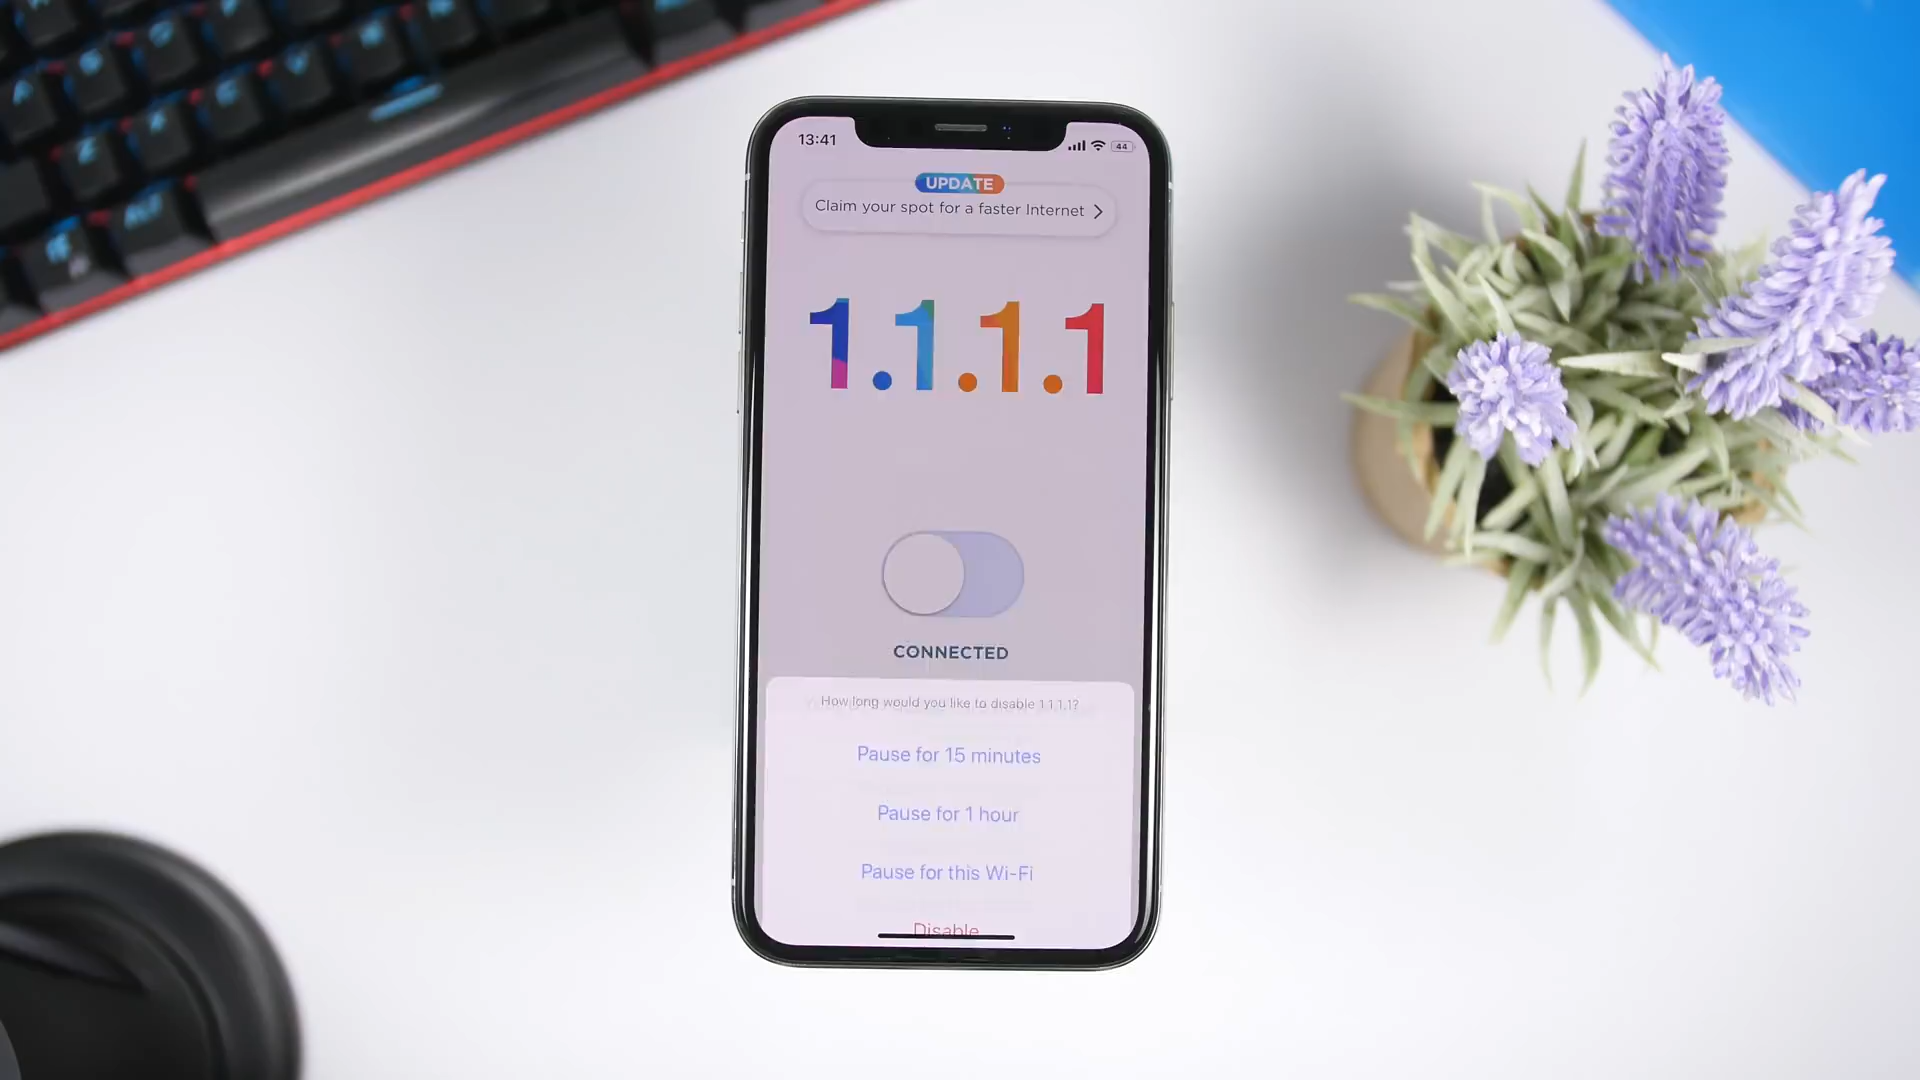 13:41
44
UPDATE
Claim your spot for a faster Internet
1.1.1.1
CONNECTED
How long would you like to disable 1.1.1.1?
Pause for 15 minutes
Pause for 1 hour
Pause for this Wi-Fi
Disable